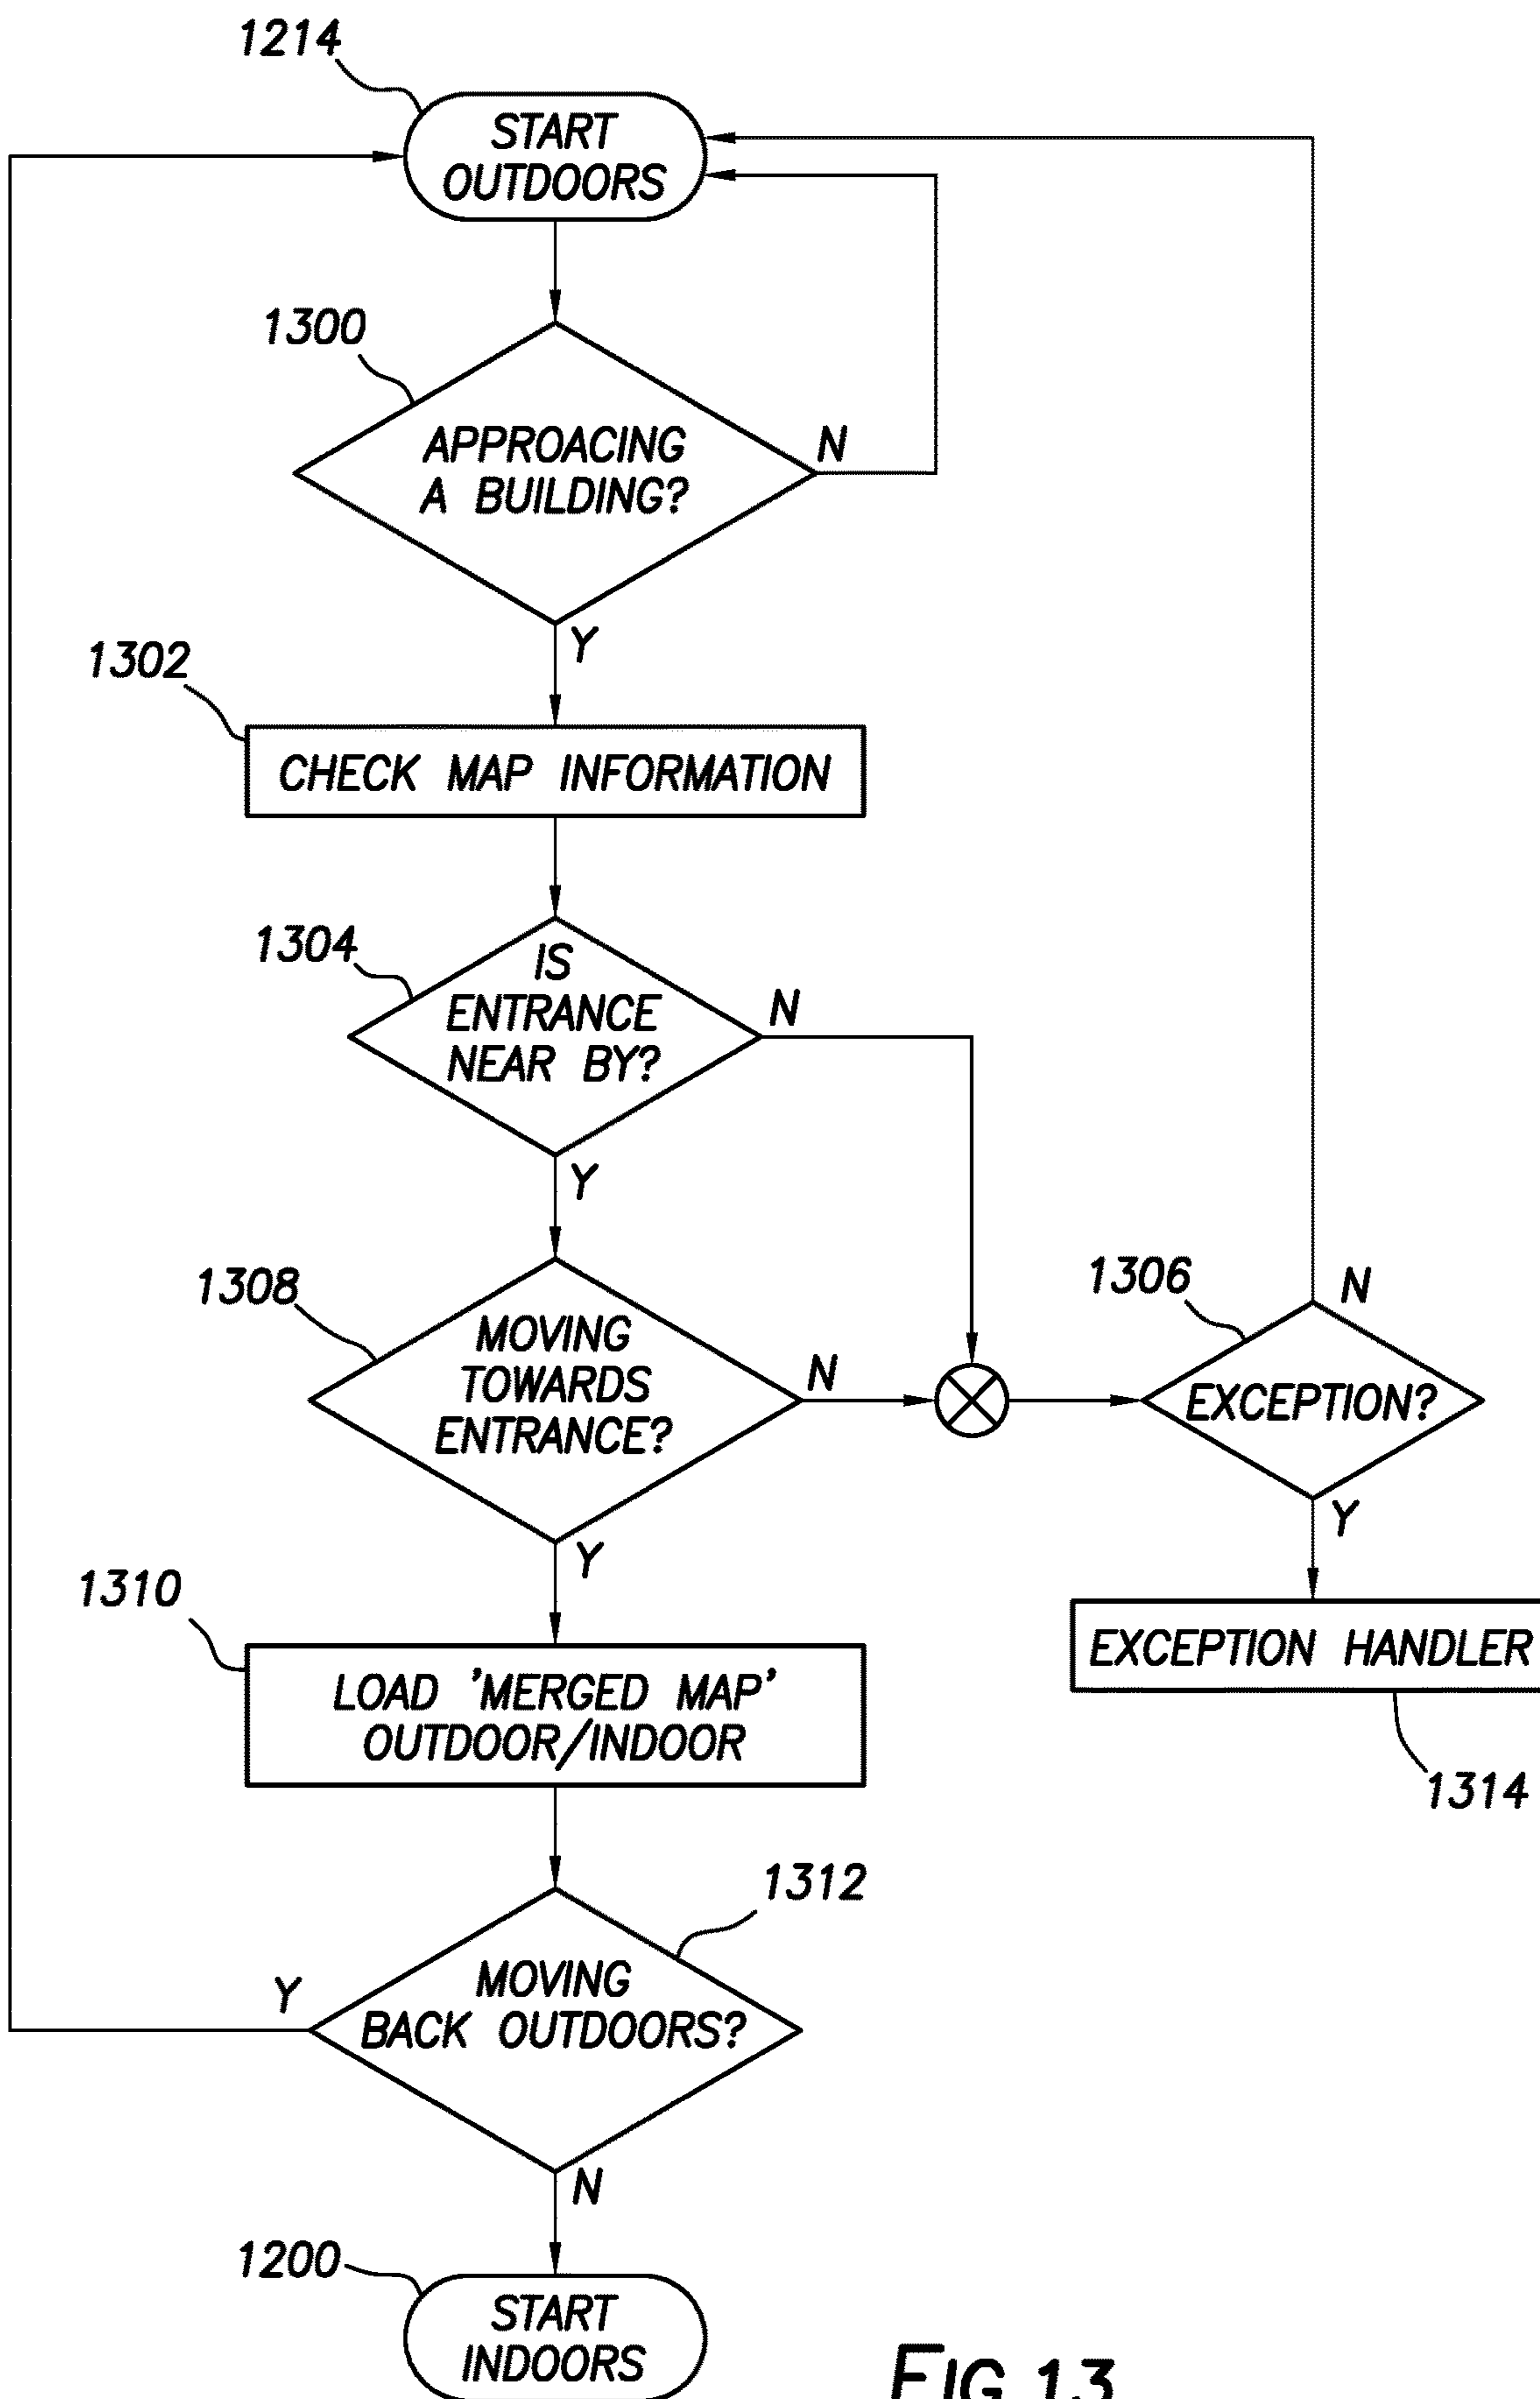 1214
START
OUTDOORS
1300
APPROACING
A BUILDING?
N
Y
1302
CHECK MAP INFORMATION
1304
IS
ENTRANCE
NEAR BY?
N
Y
1308
MOVING
TOWARDS
ENTRANCE?
N
Y
1306
EXCEPTION?
N
Y
EXCEPTION HANDLER
1314
1310
LOAD 'MERGED MAP'
OUTDOOR/INDOOR
1312
MOVING
BACK OUTDOORS?
Y
N
1200
START
INDOORS
FIG.13